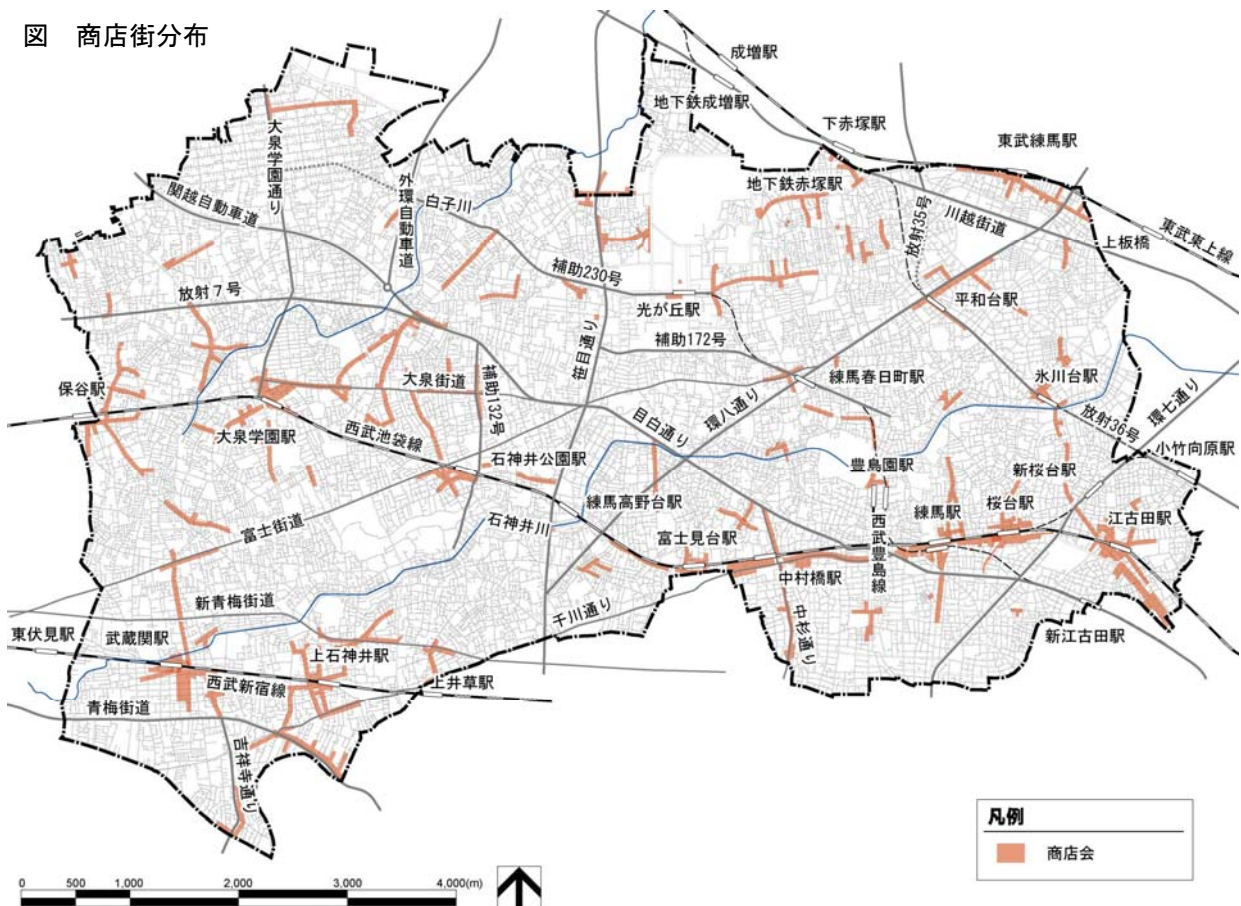 図 商店街分布
成増駅
地下鉄成増駅
下赤塚駅
東武練馬駅
大泉学園通り
外環自動車道
関越自動車道
白子川
地下鉄赤塚駅
放射35号
川越街道
上板橋
東武東上線
放射7号
補助230号
光が丘駅
平和台駅
笹目通り
補助172号
保谷駅
大泉街道
補助132号
練馬春日町駅
氷川台駅
大泉学園駅
西武池袋線
目白通り
環八通り
放射36号
環七通り
石神井公園駅
豊島園駅
小竹向原駅
新桜台駅
富士街道
石神井川
練馬高野台駅
練馬駅
桜台駅
江古田駅
富士見台駅
西武豊島線
中村橋駅
新青梅街道
千川通り
東伏見駅
武蔵関駅
中杉通り
新江古田駅
上石神井駅
西武新宿線
上井草駅
青梅街道
吉祥寺通り
凡例
商店会
0 500 1,000 2,000 3,000 4,000(m)